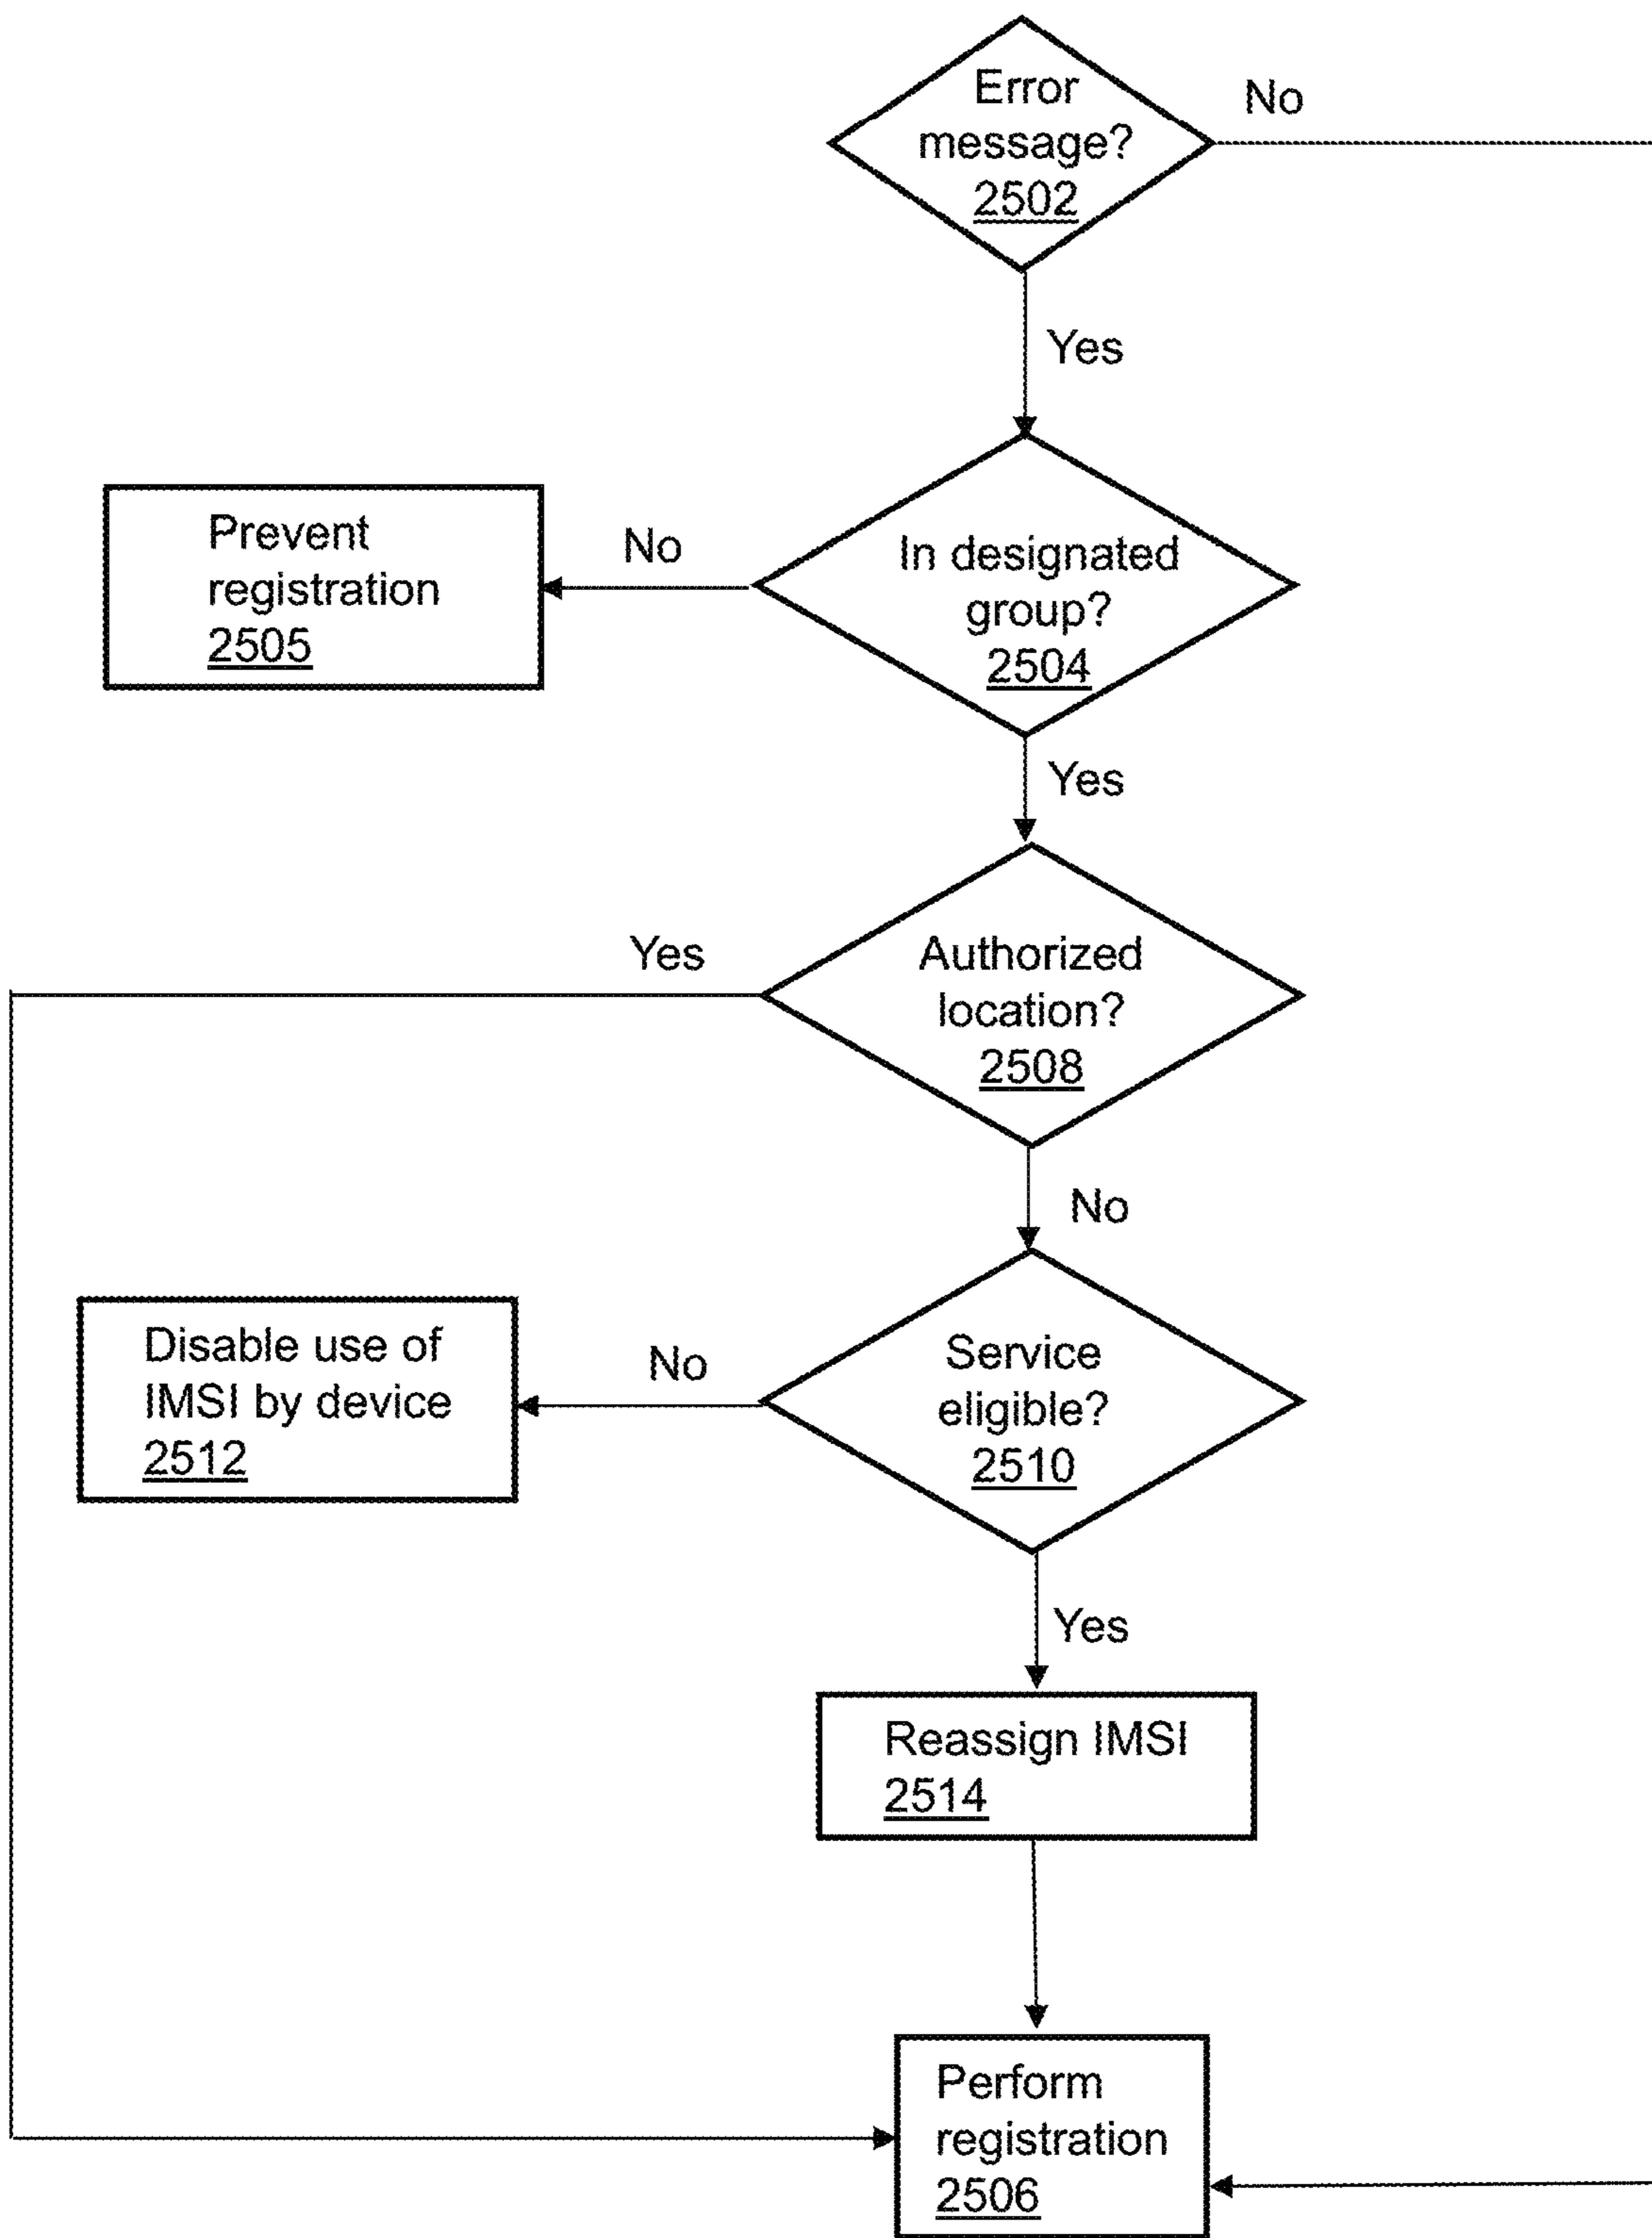 Error
message?
2502
No
Yes
Prevent
registration
2505
No
In designated
group?
2504
Yes
Yes
Authorized
location?
2508
No
Disable use of
IMSI by device
2512
No
Service
eligible?
2510
Yes
Reassign IMSI
2514
Perform
registration
2506